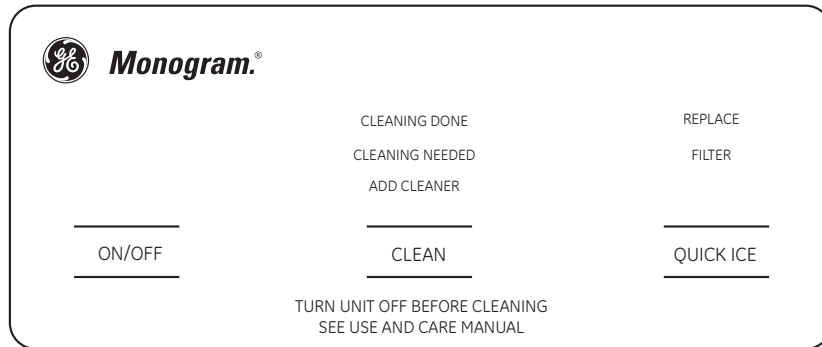 GE Monogram.®
CLEANING DONE
CLEANING NEEDED
ADD CLEANER
REPLACE
FILTER
ON/OFF
CLEAN
QUICK ICE
TURN UNIT OFF BEFORE CLEANING
SEE USE AND CARE MANUAL